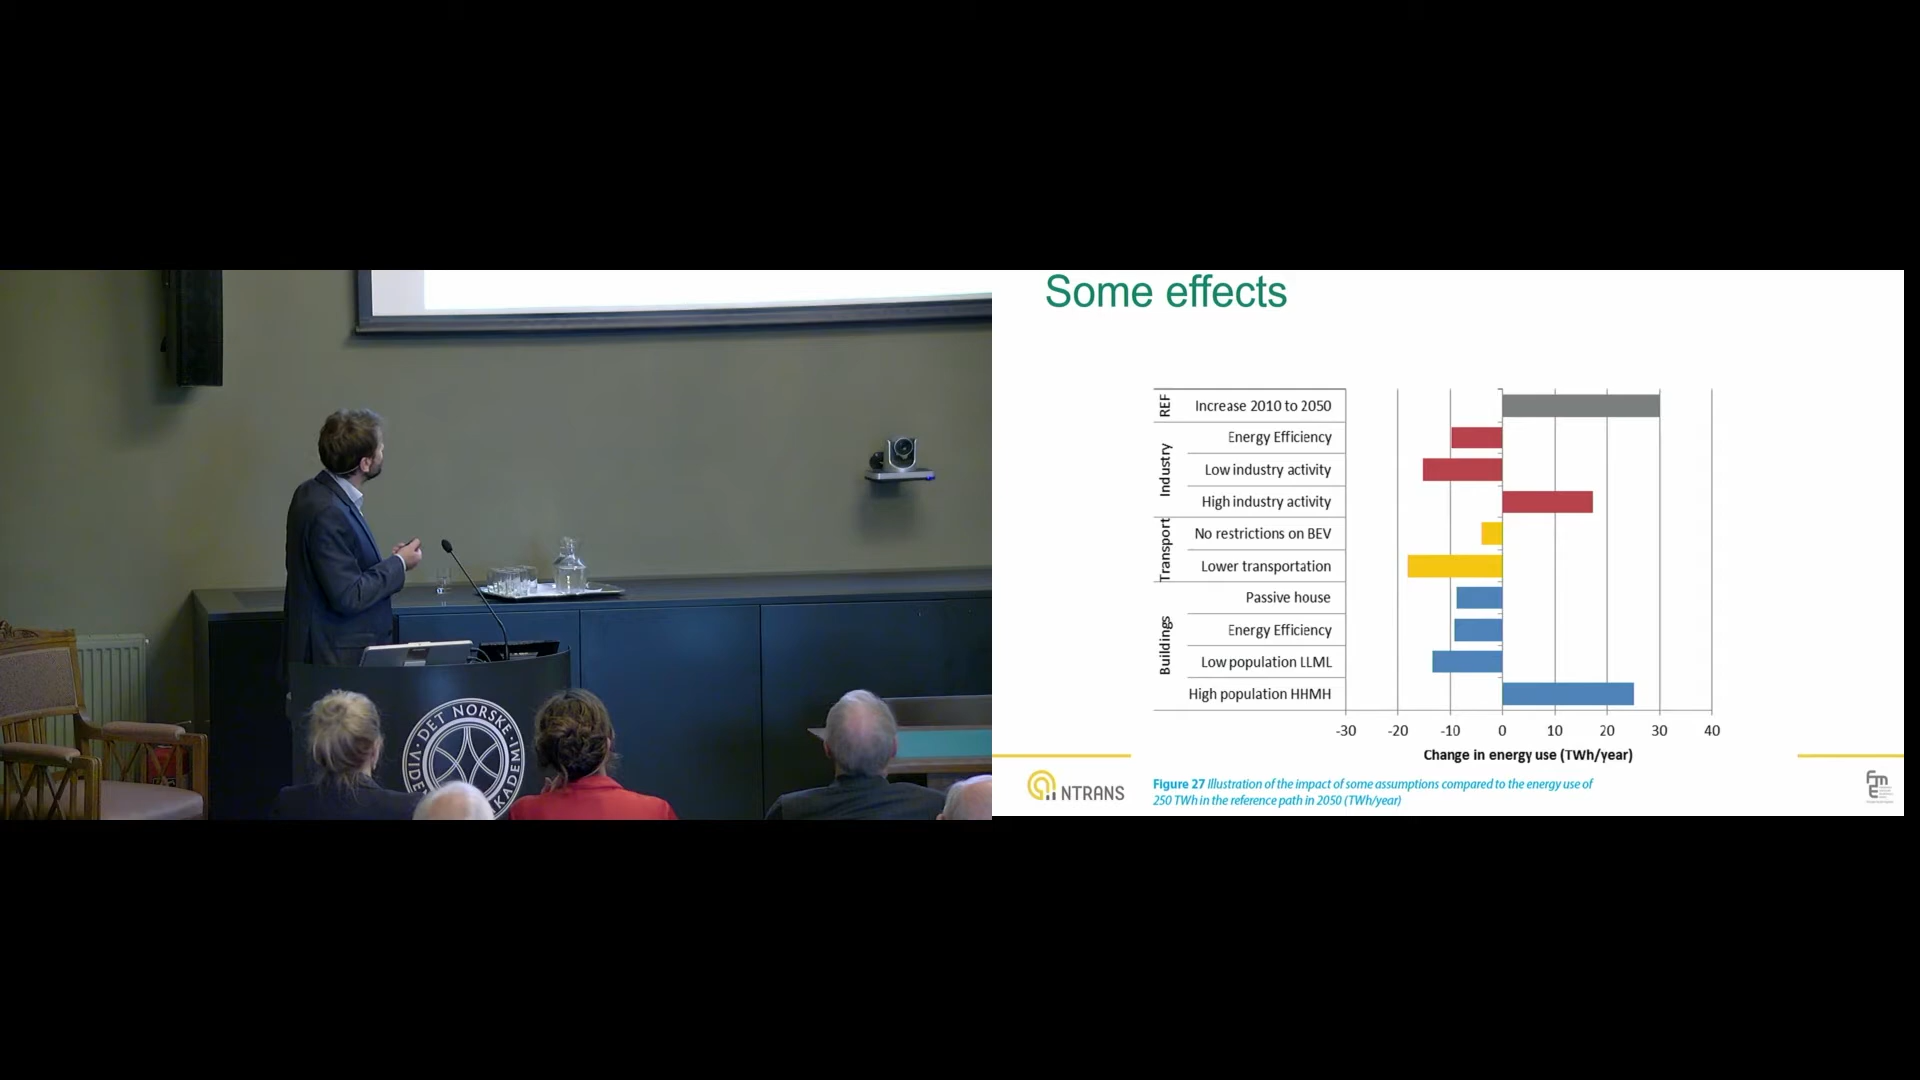 Some effects
REF
Increase 2010 to 2050
Industry
Energy Efficiency
Low industry activity
High industry activity
Transport
No restrictions on BEV
Lower transportation
Buildings
Passive house
Energy Efficiency
Low population LLML
High population HHMH
-30 -20 -10 0 10 20 30 40
Change in energy use (TWh/year)
Figure 27 Illustration of the impact of some assumptions compared to the energy use of
250 TWh in the reference path in 2050 (TWh/year)
NTRANS
FME
DET NORSKE